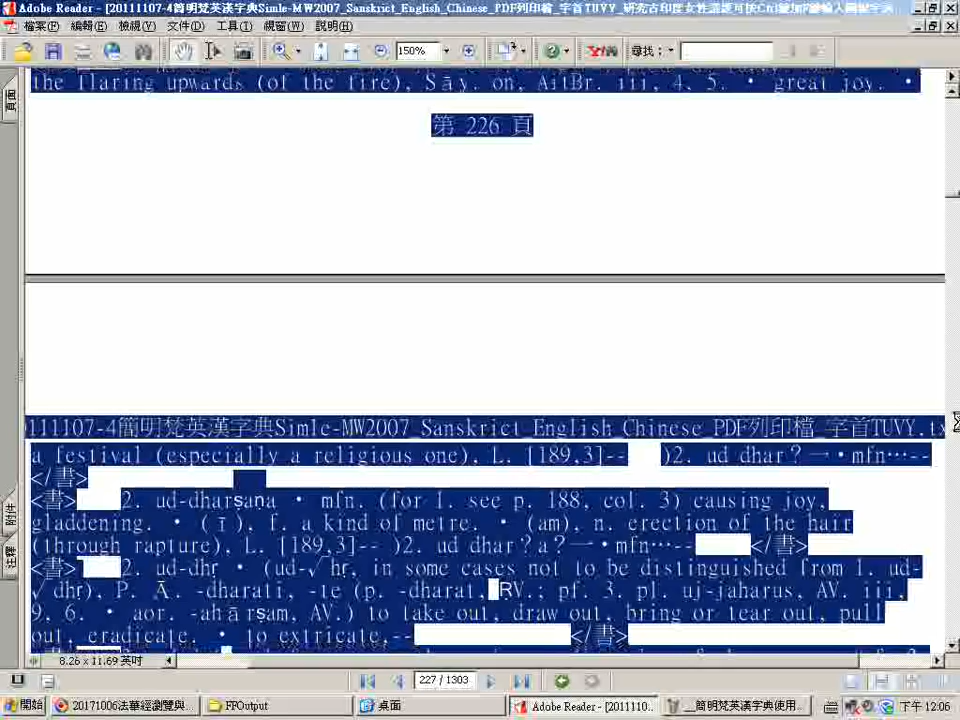 Adobe Reader - [20111107-4簡明梵英漢字典Simle-MW2007_Sanskrict_English_Chinese_PDF列印檔_字首TUVY_研究古印度女性議題可按Ctrl鍵加F鍵輸入關鍵字
檔案(F) 編輯(E) 檢視(V) 文件(D) 工具(I) 視窗(W) 說明(H)
150% 尋找:
頁面
the flaring upwards (of the fire), Sāy. on, AitBr. iii, 4、5. • great joy. •
第 226 頁
111107-4簡明梵英漢字典Simle-MW2007_Sanskrict_English_Chinese_PDF列印檔_字首TUVY.tx
a festival (especially a religious one), L. [189,3]-- )2. ud dhar？一•mfn…--
</書>
<書> 2. ud-dharṣaṇa • mfn. (for 1. see p. 188, col. 3) causing joy,
gladdening. • (ī), f. a kind of metre. • (am), n. erection of the hair
(through rapture), L. [189,3]-- )2. ud dhar？a？一•mfn…-- </書>
<書> 2. ud-dhṛ • (ud-√hṛ, in some cases not to be distinguished from 1. ud-
√dhṛ), P. Ā. -dharati, -te (p. -dharat, RV.; pf. 3. pl. uj-jaharus, AV. iii,
9, 6. • aor. -ahārṣam, AV.) to take out, draw out, bring or tear out, pull
out, eradicate. • to extricate,-- </書>
附件
註釋
8.26 x 11.69 英吋
227 / 1303
開始 20171006法華經瀏覽與... FFOutput 桌面 Adobe Reader - [2011110... __簡明梵英漢字典使用... 下午 12:06